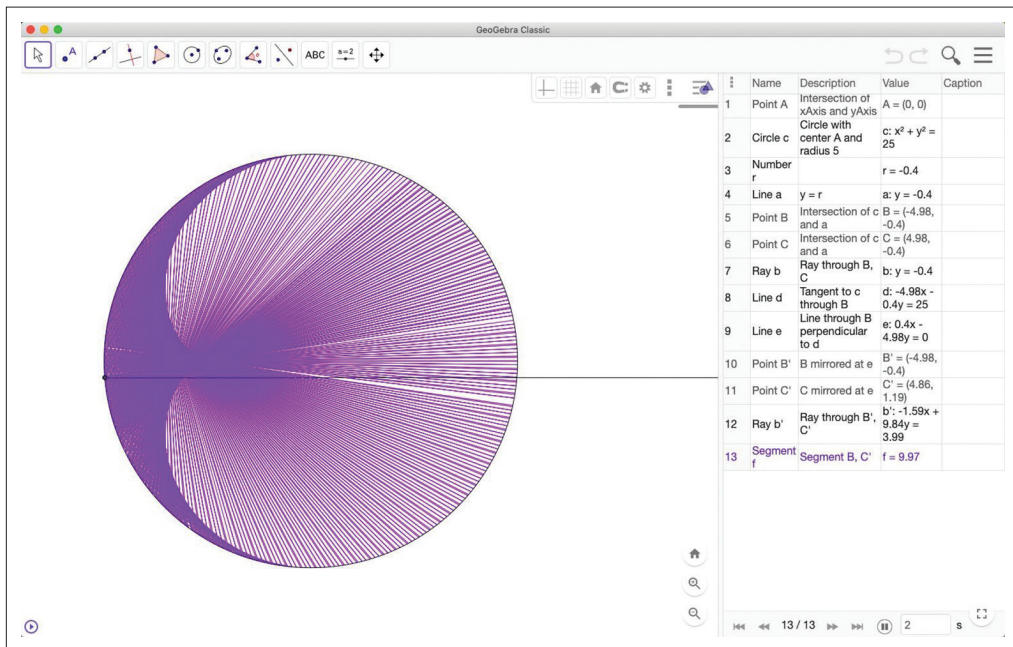 GeoGebra Classic
ABC
a=2
Name Description Value Caption
1 Point A Intersection of xAxis and yAxis A = (0, 0)
2 Circle c Circle with center A and radius 5 c: x² + y² = 25
3 Number r r = -0.4
4 Line a y = r a: y = -0.4
5 Point B Intersection of c and a B = (-4.98, -0.4)
6 Point C Intersection of c and a C = (4.98, -0.4)
7 Ray b Ray through B, C b: y = -0.4
8 Line d Tangent to c through B d: -4.98x - 0.4y = 25
9 Line e Line through B perpendicular to d e: 0.4x - 4.98y = 0
10 Point B' B mirrored at e B' = (-4.98, -0.4)
11 Point C' C mirrored at e C' = (4.86, 1.19)
12 Ray b' Ray through B', C' b': -1.59x + 9.84y = 3.99
13 Segment f Segment B, C' f = 9.97
13 / 13 2 s